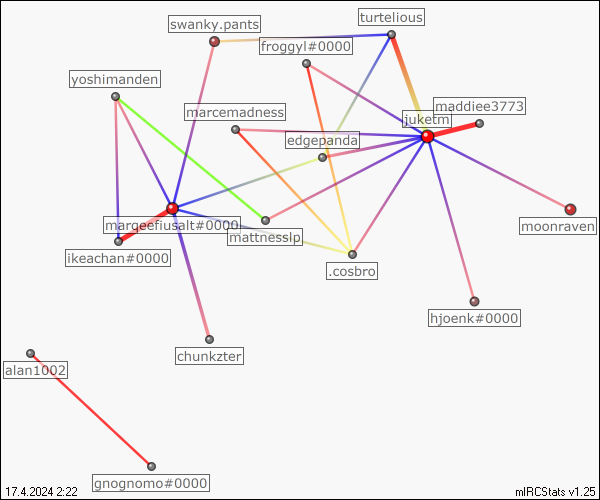 turtelious
swanky.pants
froggyl#0000
yoshimanden
maddiee3773
marcemadness
juketm
edgepanda
moonraven
margeefiusalt#0000
mattnesslp
ikeachan#0000
.cosbro
hjoenk#0000
chunkzter
alan1002
gnognomo#0000
17.4.2024 2:22
mIRCStats v1.25